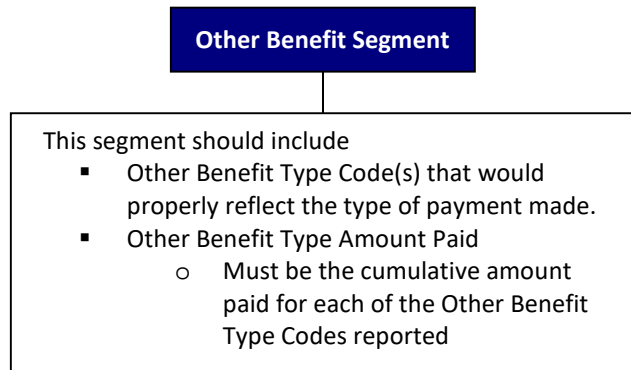 Other Benefit Segment
This segment should include
▪ Other Benefit Type Code(s) that would
properly reflect the type of payment made.
▪ Other Benefit Type Amount Paid
o Must be the cumulative amount
paid for each of the Other Benefit
Type Codes reported